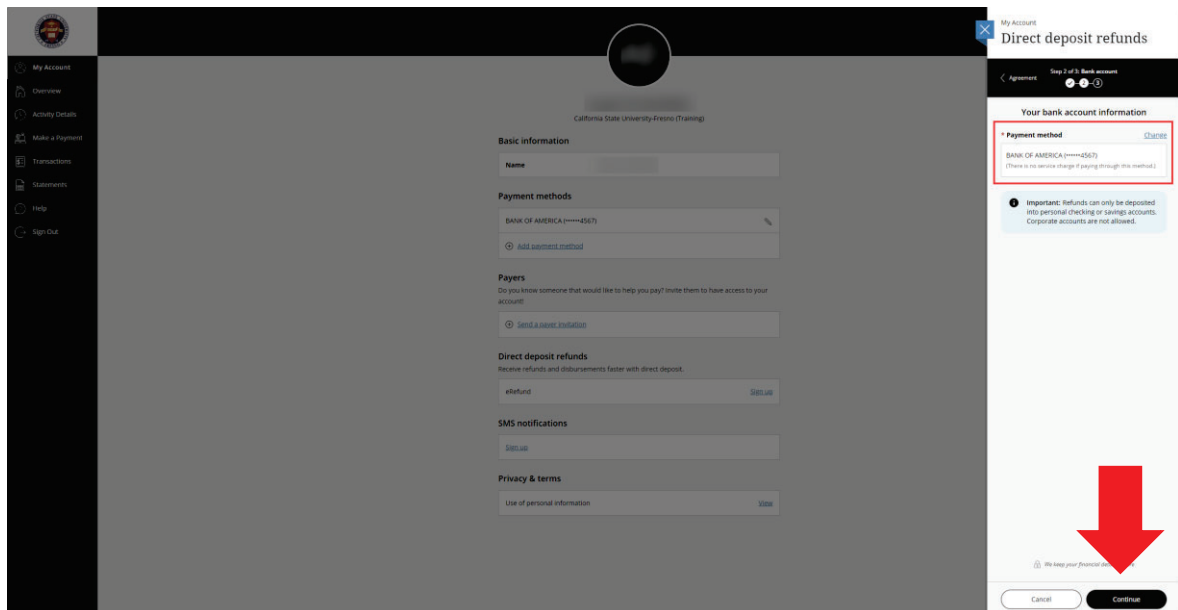 My Account
Overview
Activity Details
Make a Payment
Transactions
Statements
Help
Sign Out
California State University-Fresno (Training)
Basic information
Name
Payment methods
BANK OF AMERICA (••••••4567)
Add payment method
Payers
Do you know someone that would like to help you pay? Invite them to have access to your
account!
Send a payer invitation
Direct deposit refunds
Receive refunds and disbursements faster with direct deposit.
eRefund
Sign up
SMS notifications
Sign up
Privacy & terms
Use of personal information
View
My Account
Direct deposit refunds
Agreement
Step 2 of 3: Bank account
2 3
Your bank account information
* Payment method
Change
BANK OF AMERICA (••••••4567)
(There is no service charge if paying through this method.)
Important: Refunds can only be deposited
into personal checking or savings accounts.
Corporate accounts are not allowed.
We keep your financial
Cancel
Continue